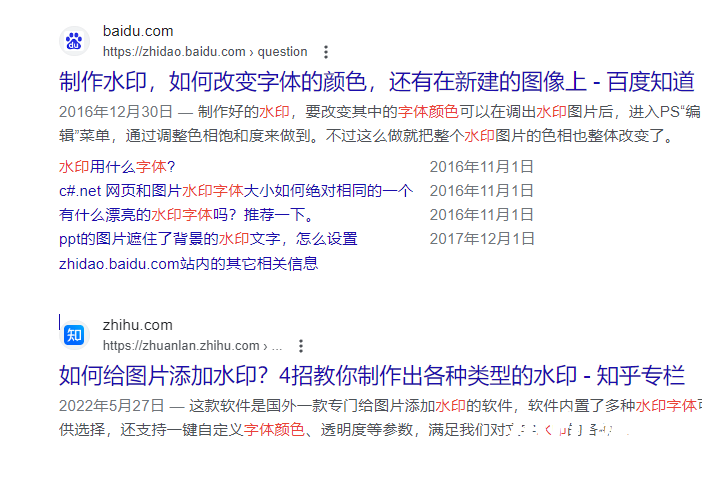 baidu.com
https://zhidao.baidu.com › question
制作水印，如何改变字体的颜色，还有在新建的图像上 - 百度知道
2016年12月30日 — 制作好的水印，要改变其中的字体颜色可以在调出水印图片后，进入PS“编
辑”菜单，通过调整色相饱和度来做到。不过这么做就把整个水印图片的色相也整体改变了。
水印用什么字体? 2016年11月1日
c#.net 网页和图片水印字体大小如何绝对相同的一个 2016年11月1日
有什么漂亮的水印字体吗？推荐一下。 2016年11月1日
ppt的图片遮住了背景的水印文字，怎么设置 2017年12月1日
zhidao.baidu.com站内的其它相关信息
知
zhihu.com
https://zhuanlan.zhihu.com › ...
如何给图片添加水印？4招教你制作出各种类型的水印 - 知乎专栏
2022年5月27日 — 这款软件是国外一款专门给图片添加水印的软件，软件内置了多种水印字体可
供选择，还支持一键自定义字体颜色、透明度等参数，满足我们对